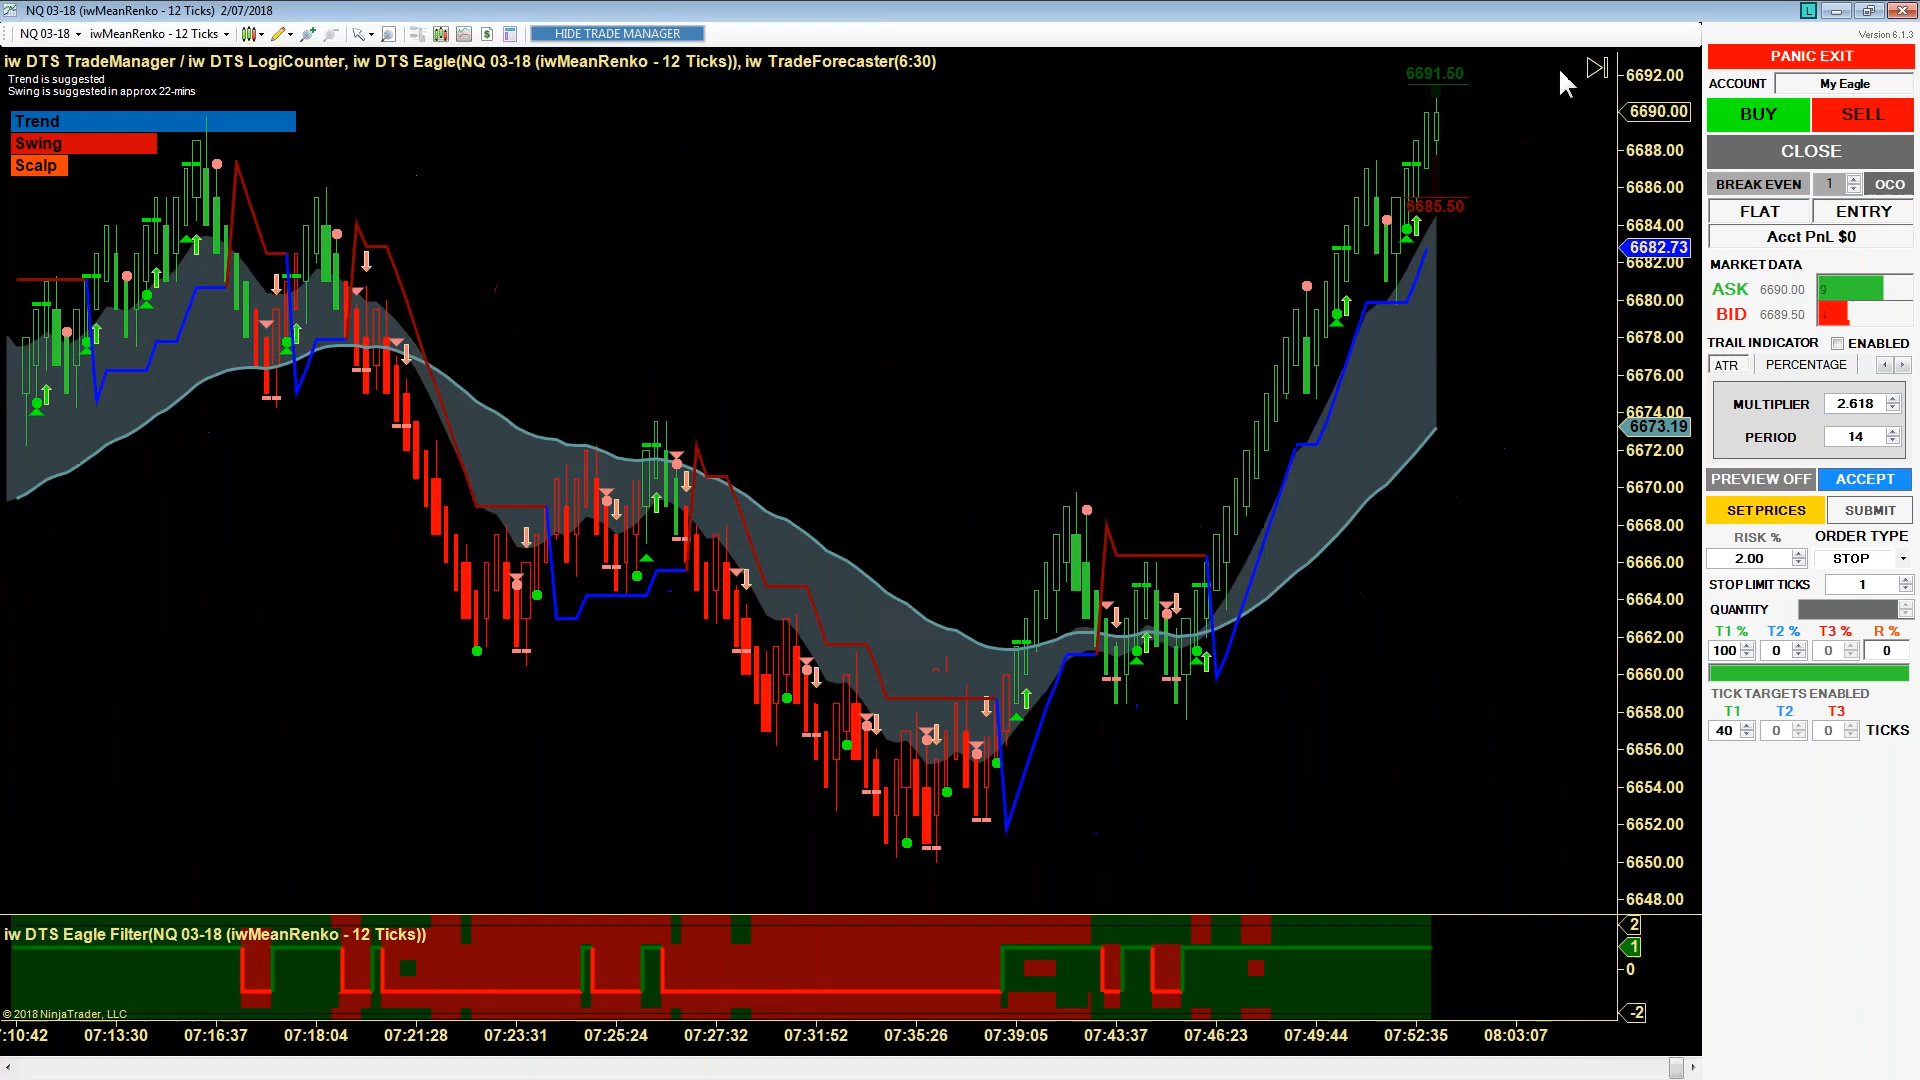 NQ 03-18 (iwMeanRenko - 12 Ticks) 2/07/2018
L
NQ 03-18 iwMeanRenko - 12 Ticks HIDE TRADE MANAGER
Version 6.1.3
iw DTS TradeManager / iw DTS LogiCounter, iw DTS Eagle(NQ 03-18 (iwMeanRenko - 12 Ticks)), iw TradeForecaster(6:30)
Trend is suggested
Swing is suggested in approx 22-mins
Trend
Swing
Scalp
6691.50
6685.50
6692.00
6690.00
6688.00
6686.00
6684.00
6682.73
6682.00
6680.00
6678.00
6676.00
6674.00
6673.19
6672.00
6670.00
6668.00
6666.00
6664.00
6662.00
6660.00
6658.00
6656.00
6654.00
6652.00
6650.00
6648.00
iw DTS Eagle Filter(NQ 03-18 (iwMeanRenko - 12 Ticks))
2
1
0
-2
© 2018 NinjaTrader, LLC
:10:42 07:13:30 07:16:37 07:18:04 07:21:28 07:23:31 07:25:24 07:27:32 07:31:52 07:35:26 07:39:05 07:43:37 07:46:23 07:49:44 07:52:35 08:03:07
PANIC EXIT
ACCOUNT My Eagle
BUY SELL
CLOSE
BREAK EVEN 1 OCO
FLAT ENTRY
Acct PnL $0
MARKET DATA
ASK 6690.00 9
BID 6689.50 4
TRAIL INDICATOR ENABLED
ATR PERCENTAGE
MULTIPLIER 2.618
PERIOD 14
PREVIEW OFF ACCEPT
SET PRICES SUBMIT
RISK % ORDER TYPE
2.00 STOP
STOP LIMIT TICKS 1
QUANTITY
T1 % T2 % T3 % R %
100 0 0 0
TICK TARGETS ENABLED
T1 T2 T3
40 0 0 TICKS